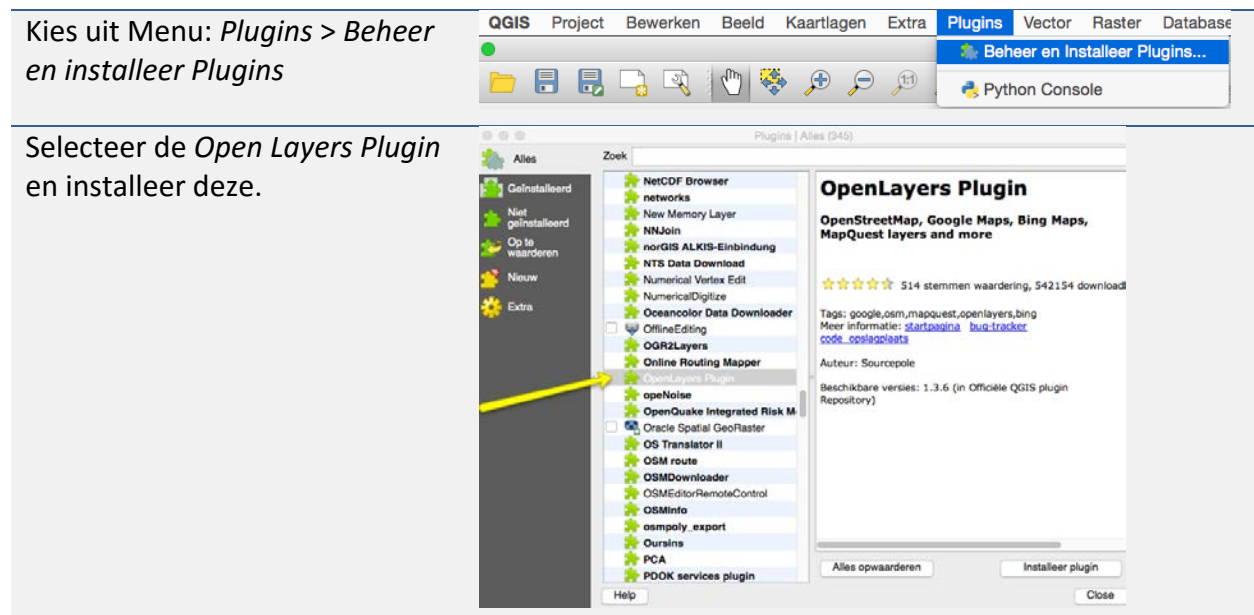 Kies uit Menu: Plugins > Beheer
en installeer Plugins
QGIS Project Bewerken Beeld Kaartlagen Extra Plugins Vector Raster Database
Beheer en Installeer Plugins...
Python Console
Selecteer de Open Layers Plugin
en installeer deze.
Plugins | Alles (345)
Alles
Geïnstalleerd
Niet
geïnstalleerd
Op te
waarderen
Nieuw
Extra
Zoek
NetCDF Browser
networks
New Memory Layer
NNJoin
norGIS ALKIS-Einbindung
NTS Data Download
Numerical Vertex Edit
NumericalDigitize
Oceancolor Data Downloader
OfflineEditing
OGR2Layers
Online Routing Mapper
OpenLayers Plugin
opeNoise
OpenQuake Integrated Risk M
Oracle Spatial GeoRaster
OS Translator II
OSM route
OSMDownloader
OSMEditorRemoteControl
OSMInfo
osmpoly_export
Oursins
PCA
PDOK services plugin
OpenLayers Plugin
OpenStreetMap, Google Maps, Bing Maps,
MapQuest layers and more
514 stemmen waardering, 542154 download
Tags: google,osm,mapquest,openlayers,bing
Meer informatie: startpagina bug-tracker
code_opslagplaats
Auteur: Sourcepole
Beschikbare versies: 1.3.6 (in Officiële QGIS plugin
Repository)
Alles opwaarderen Installeer plugin
Help Close